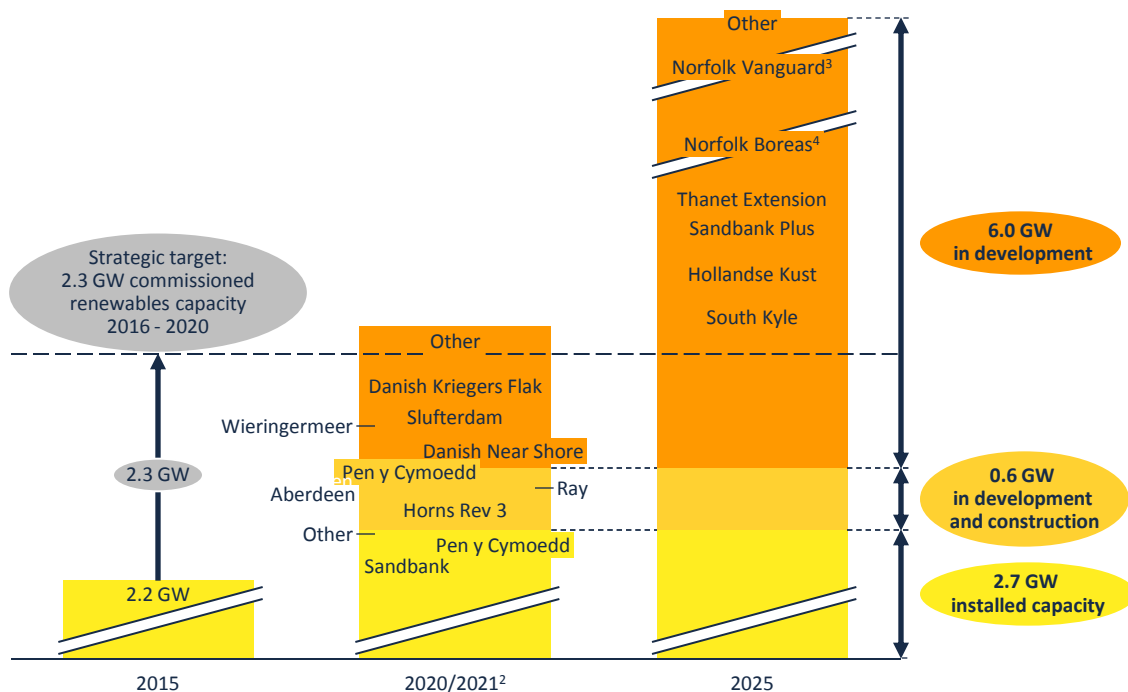 Other
Norfolk Vanguard3
Norfolk Boreas4
Thanet Extension
Sandbank Plus
Hollandse Kust
South Kyle
6.0 GW
in development
Strategic target:
2.3 GW commissioned
renewables capacity
2016 - 2020
Other
Danish Kriegers Flak
Slufterdam
Wieringermeer
Danish Near Shore
Pen y Cymoedd
2.3 GW
Aberdeen
Ray
Horns Rev 3
0.6 GW
in development
and construction
Other
Pen y Cymoedd
Sandbank
2.2 GW
2.7 GW
installed capacity
2015
2020/20212
2025